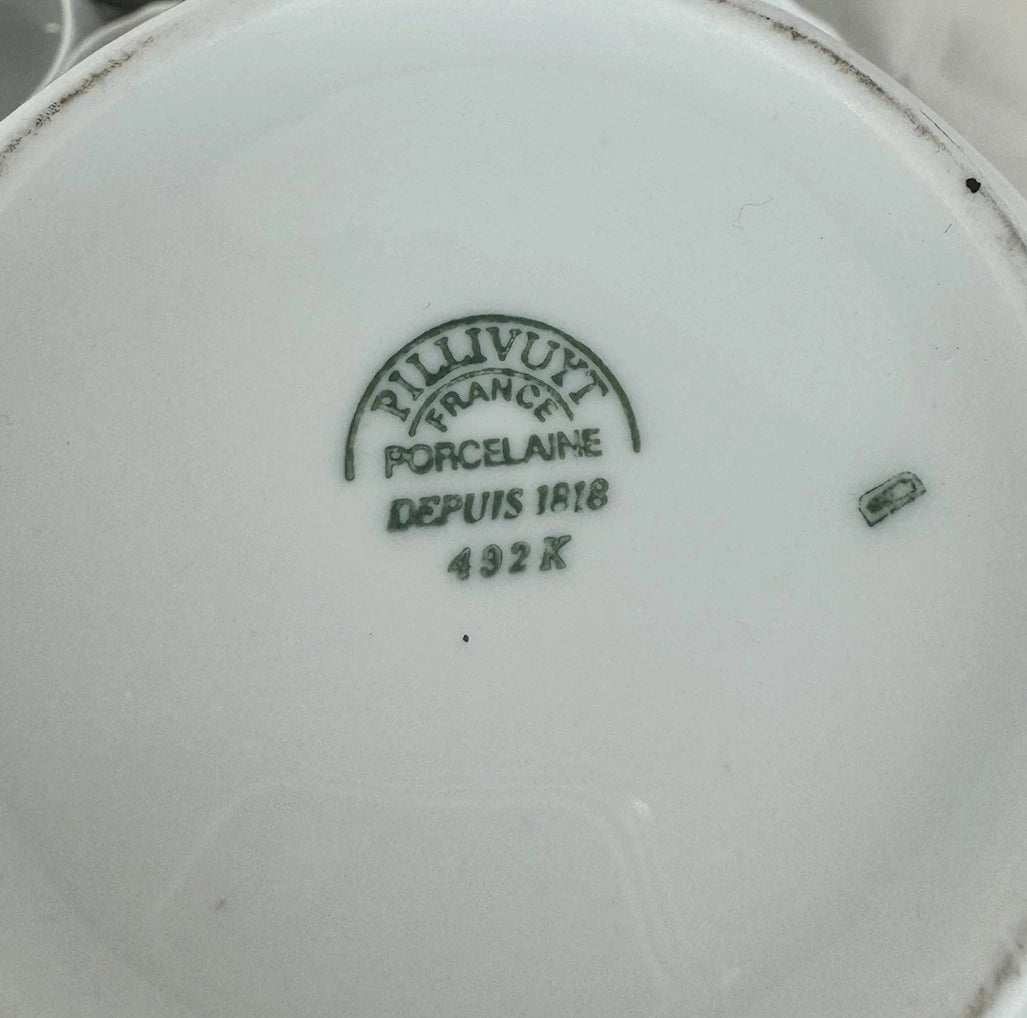 PILLIVUYT
FRANCE
PORCELAINE
DEPUIS 1818
492K